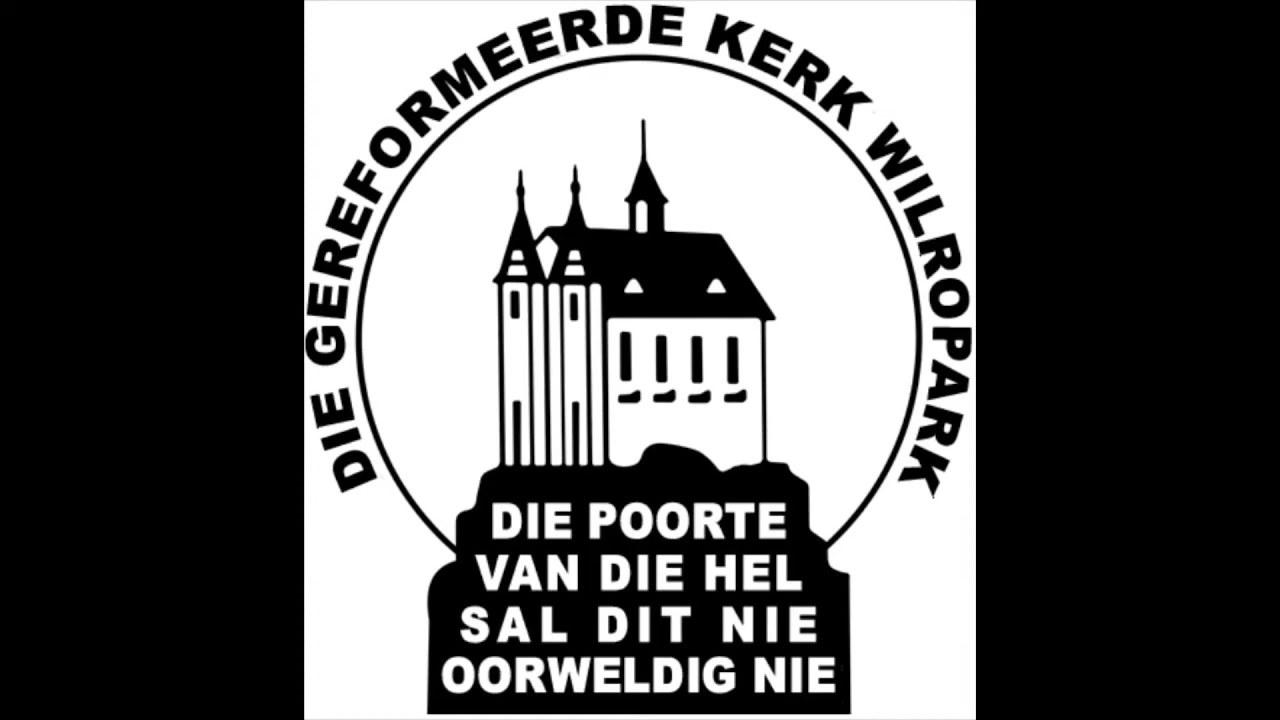 DIE GEREFORMEERDE KERK WILROPARK
DIE POORTE
VAN DIE HEL
SAL DIT NIE
OORWELDIG NIE